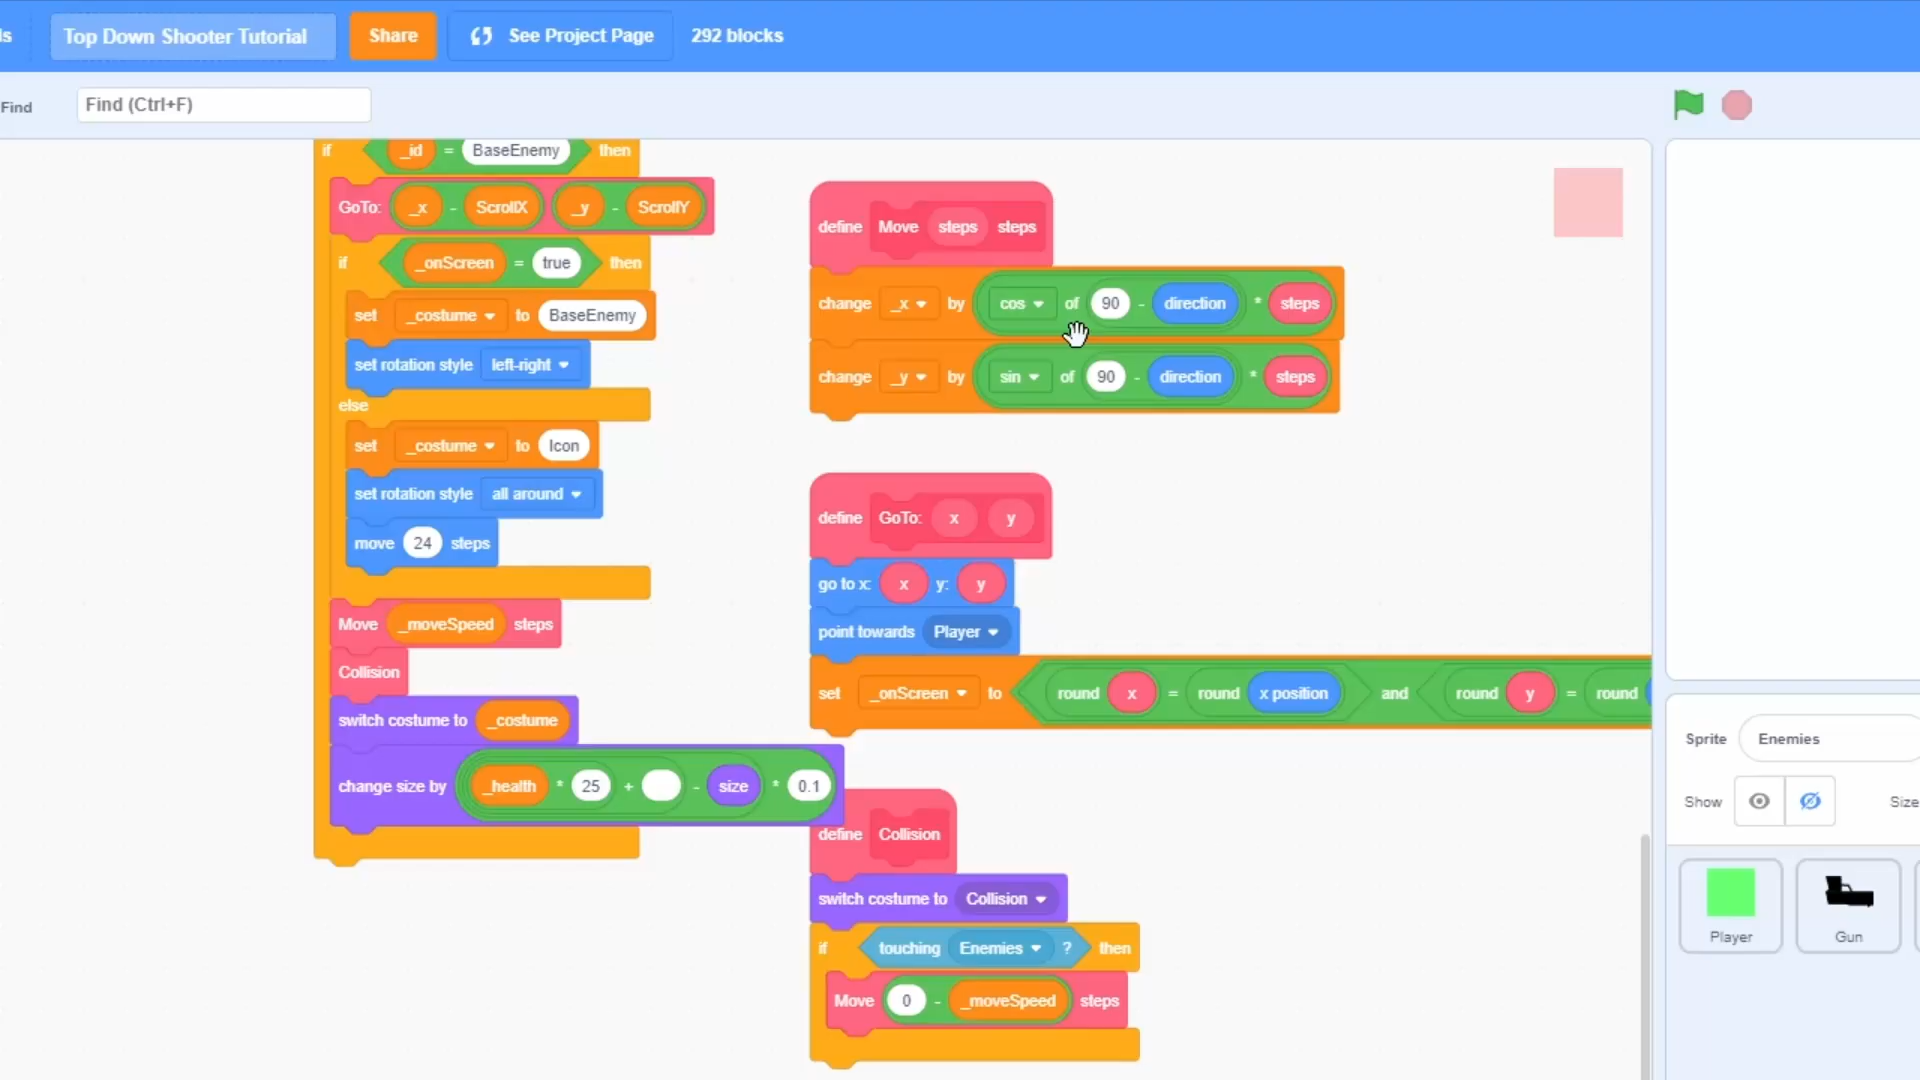 ls
Top Down Shooter Tutorial
Share
See Project Page
292 blocks
Find
Find (Ctrl+F)
if _id = BaseEnemy then
GoTo: _x - ScrollX _y - ScrollY
if _onScreen = true then
set _costume to BaseEnemy
set rotation style left-right
else
set _costume to Icon
set rotation style all around
move 24 steps
Move _moveSpeed steps
Collision
switch costume to _costume
change size by _health * 25 + - size * 0.1
define Move steps steps
change _x by cos of 90 - direction * steps
change _y by sin of 90 - direction * steps
define GoTo: x y
go to x: x y: y
point towards Player
set _onScreen to round x = round x position and round y = round
define Collision
switch costume to Collision
if touching Enemies ? then
Move 0 - _moveSpeed steps
Sprite Enemies
Show
Size
Player
Gun